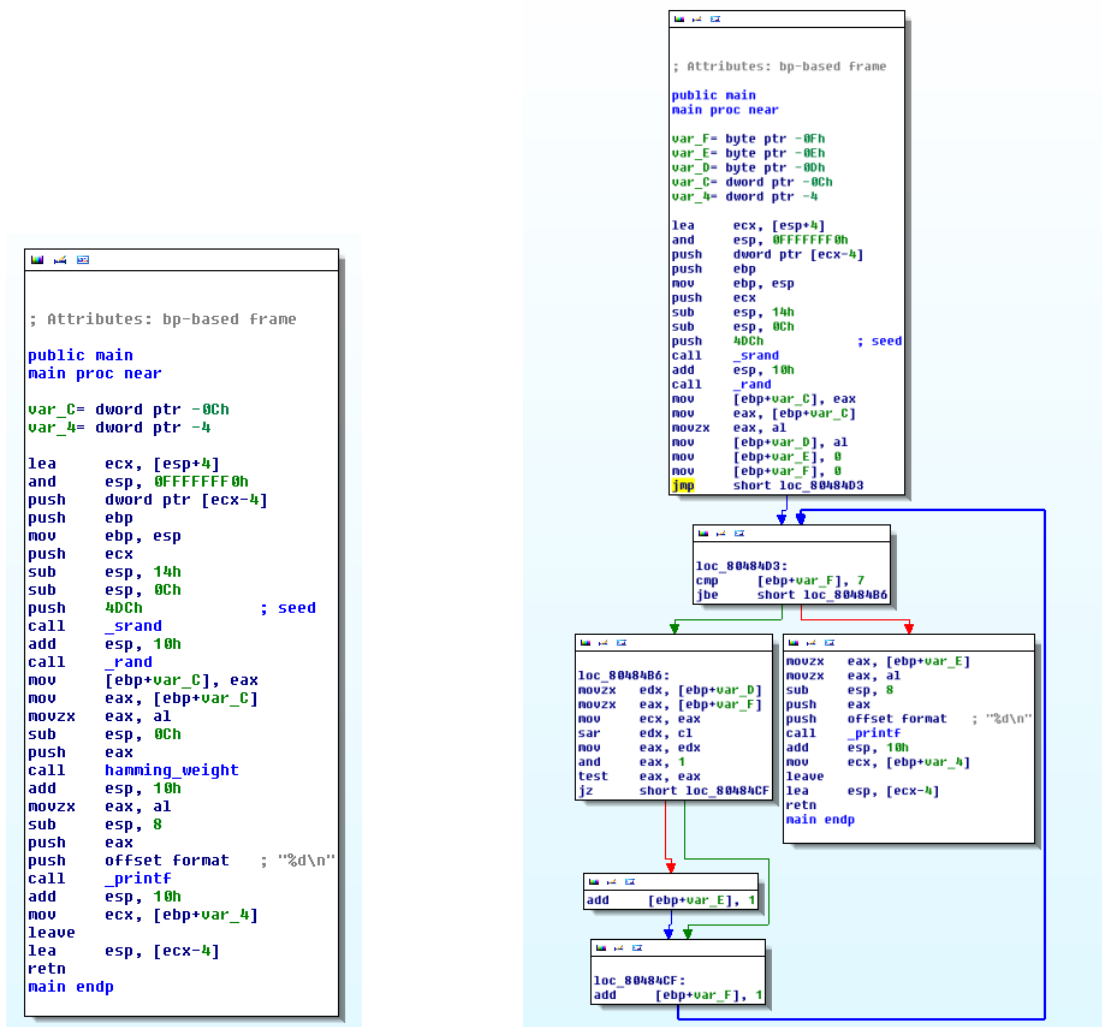 ; Attributes: bp-based frame
public main
main proc near
var_C= dword ptr -0Ch
var_4= dword ptr -4
lea ecx, [esp+4]
and esp, 0FFFFFFF0h
push dword ptr [ecx-4]
push ebp
mov ebp, esp
push ecx
sub esp, 14h
sub esp, 0Ch
push 4DCh ; seed
call _srand
add esp, 10h
call _rand
mov [ebp+var_C], eax
mov eax, [ebp+var_C]
movzx eax, al
sub esp, 0Ch
push eax
call hamming_weight
add esp, 10h
movzx eax, al
sub esp, 8
push eax
push offset format ; "%d\n"
call _printf
add esp, 10h
mov ecx, [ebp+var_4]
leave
lea esp, [ecx-4]
retn
main endp
; Attributes: bp-based frame
public main
main proc near
var_F= byte ptr -0Fh
var_E= byte ptr -0Eh
var_D= byte ptr -0Dh
var_C= dword ptr -0Ch
var_4= dword ptr -4
lea ecx, [esp+4]
and esp, 0FFFFFFF0h
push dword ptr [ecx-4]
push ebp
mov ebp, esp
push ecx
sub esp, 14h
sub esp, 0Ch
push 4DCh ; seed
call _srand
add esp, 10h
call _rand
mov [ebp+var_C], eax
mov eax, [ebp+var_C]
movzx eax, al
mov [ebp+var_D], al
mov [ebp+var_E], 0
mov [ebp+var_F], 0
jmp short loc_80484D3
loc_80484D3:
cmp [ebp+var_F], 7
jbe short loc_80484B6
loc_80484B6:
movzx edx, [ebp+var_D]
movzx eax, [ebp+var_F]
mov ecx, eax
sar edx, cl
mov eax, edx
and eax, 1
test eax, eax
jz short loc_80484CF
movzx eax, [ebp+var_E]
movzx eax, al
sub esp, 8
push eax
push offset format ; "%d\n"
call _printf
add esp, 10h
mov ecx, [ebp+var_4]
leave
lea esp, [ecx-4]
retn
main endp
add [ebp+var_E], 1
loc_80484CF:
add [ebp+var_F], 1